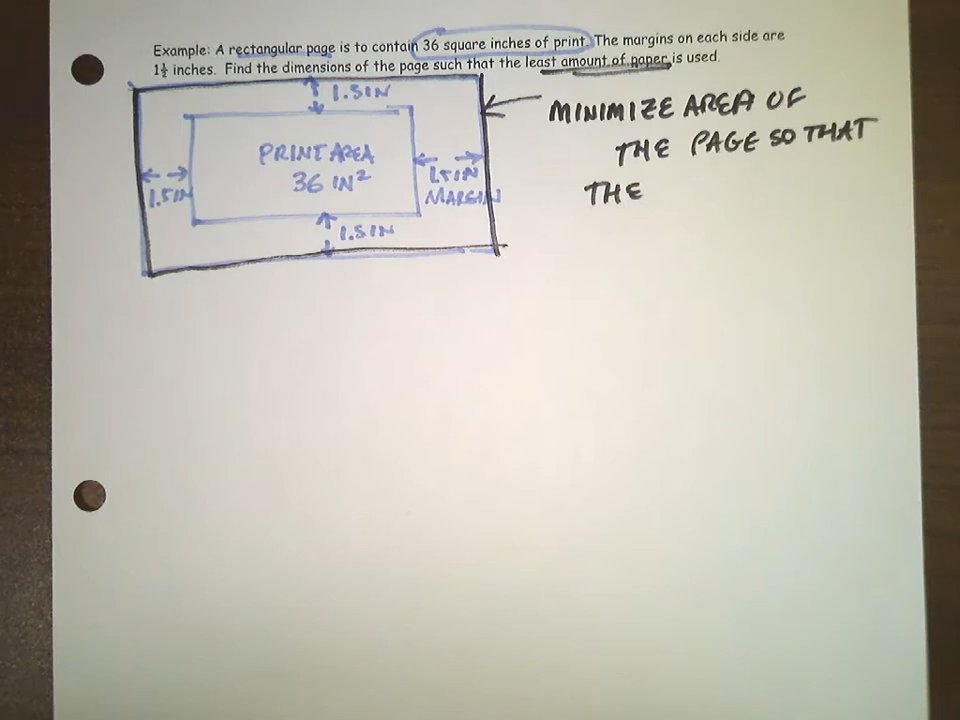 Example: A rectangular page is to contain 36 square inches of print. The margins on each side are
1½ inches. Find the dimensions of the page such that the least amount of paper is used.
1.5IN
MINIMIZE AREA OF
THE PAGE SO THAT
THE
PRINT AREA
36 IN²
1.5IN
1.5IN
MARGIN
1.5IN